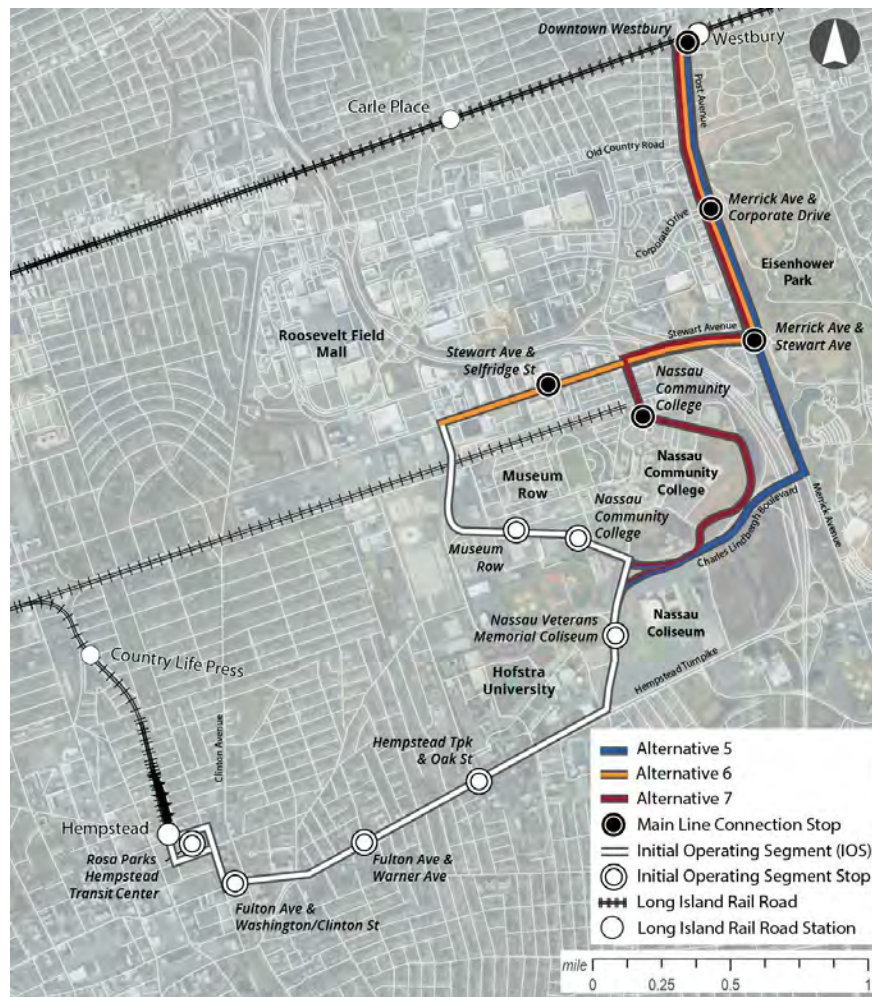 Downtown Westbury
Westbury
Post Avenue
Carle Place
Old Country Road
Merrick Ave &
Corporate Drive
Corporate Drive
Eisenhower
Park
Roosevelt Field
Mall
Stewart Avenue
Merrick Ave &
Stewart Ave
Stewart Ave &
Selfridge St
Nassau
Community
College
Nassau
Community
College
Museum
Row
Nassau
Community
College
Museum
Row
Charles Lindbergh Boulevard
Merrick Avenue
Nassau Veterans
Memorial Coliseum
Nassau
Coliseum
Country Life Press
Hofstra
University
Hempstead Turnpike
Clinton Avenue
Hempstead Tpk
& Oak St
Hempstead
Rosa Parks
Hempstead
Transit Center
Fulton Ave &
Warner Ave
Fulton Ave &
Washington/Clinton St
Alternative 5
Alternative 6
Alternative 7
Main Line Connection Stop
Initial Operating Segment (IOS)
Initial Operating Segment Stop
Long Island Rail Road
Long Island Rail Road Station
mile
0 0.25 0.5 1